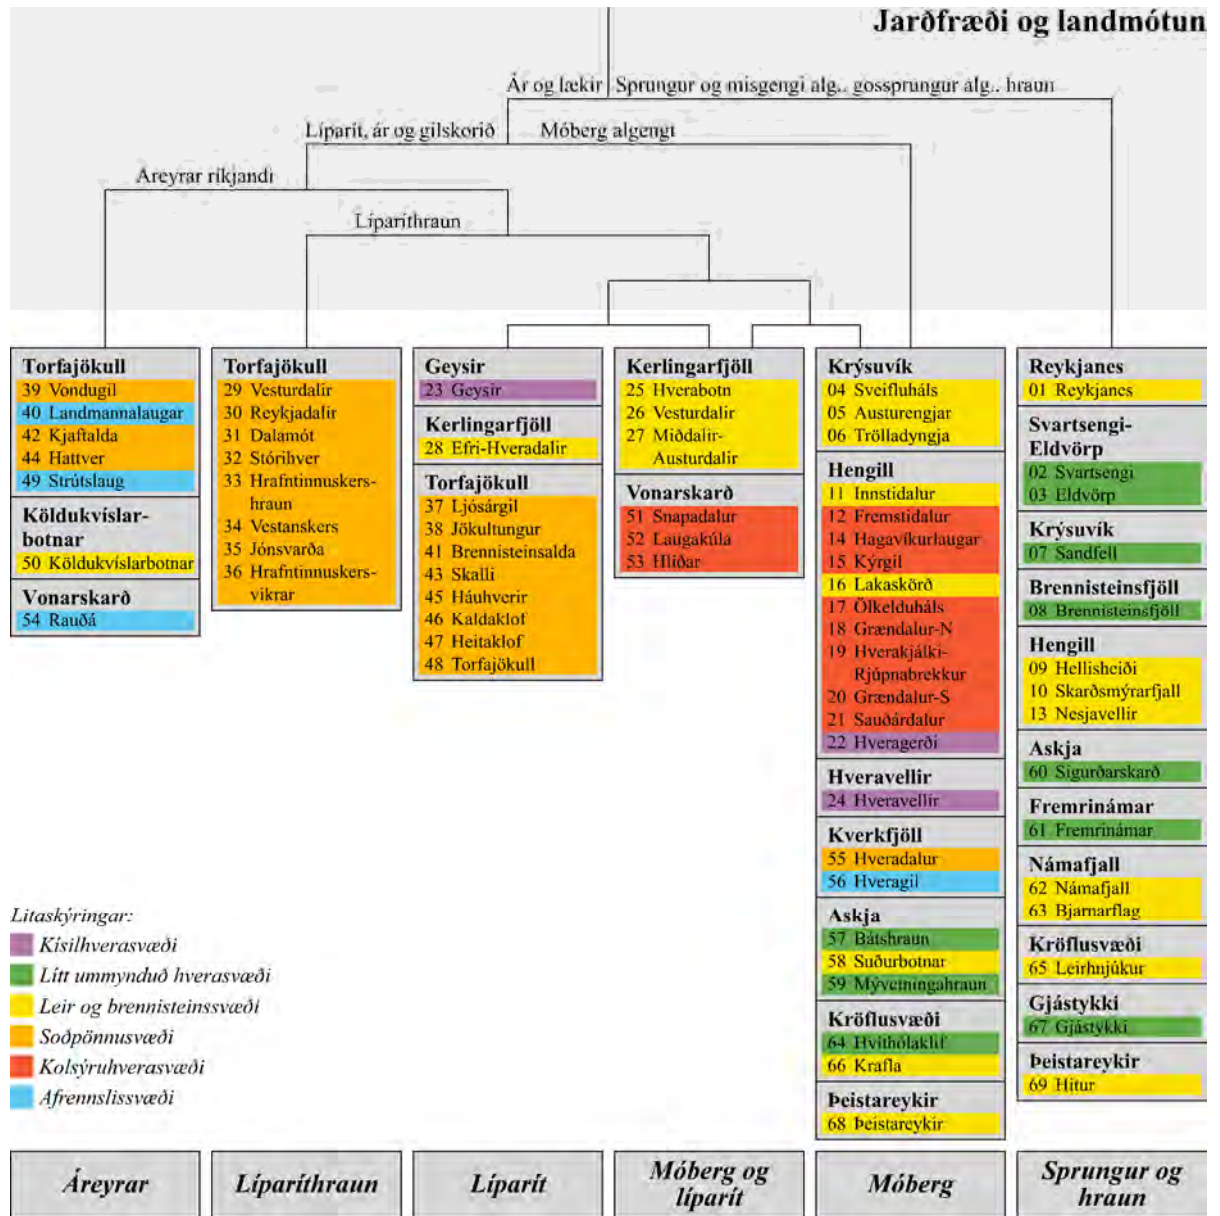 Jarðfræði og landmótun
Ár og lækir
Sprungur og misgengi alg., gossprungur alg., hraun
Líparít, ár og gilskorið
Móberg algengt
Áreyrar ríkjandi
Líparíthraun
Torfajökull
39 Vondugil
40 Landmannalaugar
42 Kjaftalda
44 Hattver
49 Strútslaug
Köldukvíslar-
botnar
50 Köldukvíslarbotnar
Vonarskarð
54 Rauðá
Torfajökull
29 Vesturdalir
30 Reykjadalir
31 Dalamót
32 Stórihver
33 Hrafntinnuskers-
hraun
34 Vestanskers
35 Jónsvarða
36 Hrafntinnuskers-
vikrar
Geysir
23 Geysir
Kerlingarfjöll
28 Efri-Hveradalir
Torfajökull
37 Ljósárgil
38 Jökultungur
41 Brennisteinsalda
43 Skalli
45 Háuhverir
46 Kaldaklof
47 Heitaklof
48 Torfajökull
Kerlingarfjöll
25 Hverabotn
26 Vesturdalir
27 Miðdalir-
Austurdalir
Vonarskarð
51 Snapadalur
52 Laugakúla
53 Hlíðar
Krýsuvík
04 Sveifluháls
05 Austurengjar
06 Trölladyngja
Hengill
11 Innstidalur
12 Fremstidalur
14 Hagavíkurlaugar
15 Kýrgil
16 Lakaskörð
17 Ölkelduháls
18 Grændalur-N
19 Hverakjálki-
Rjúpnabrekkur
20 Grændalur-S
21 Sauðárdalur
22 Hveragerði
Hveravellir
24 Hveravellir
Kverkfjöll
55 Hveradalur
56 Hveragil
Askja
57 Bátshraun
58 Suðurbotnar
59 Mývetningahraun
Kröflusvæði
64 Hvíthólaklif
66 Krafla
Þeistareykir
68 Þeistareykir
Reykjanes
01 Reykjanes
Svartsengi-
Eldvörp
02 Svartsengi
03 Eldvörp
Krýsuvík
07 Sandfell
Brennisteinsfjöll
08 Brennisteinsfjöll
Hengill
09 Hellisheiði
10 Skarðsmýrarfjall
13 Nesjavellir
Askja
60 Sigurðarskarð
Fremrinámar
61 Fremrinámar
Námafjall
62 Námafjall
63 Bjarnarflag
Kröflusvæði
65 Leirhnjúkur
Gjástykki
67 Gjástykki
Þeistareykir
69 Hitur
Litaskýringar:
Kísilhverasvæði
Lítt ummynduð hverasvæði
Leir og brennisteinssvæði
Soðpönnusvæði
Kolsýruhverasvæði
Afrennslissvæði
Áreyrar
Líparíthraun
Líparít
Móberg og
líparít
Móberg
Sprungur og
hraun